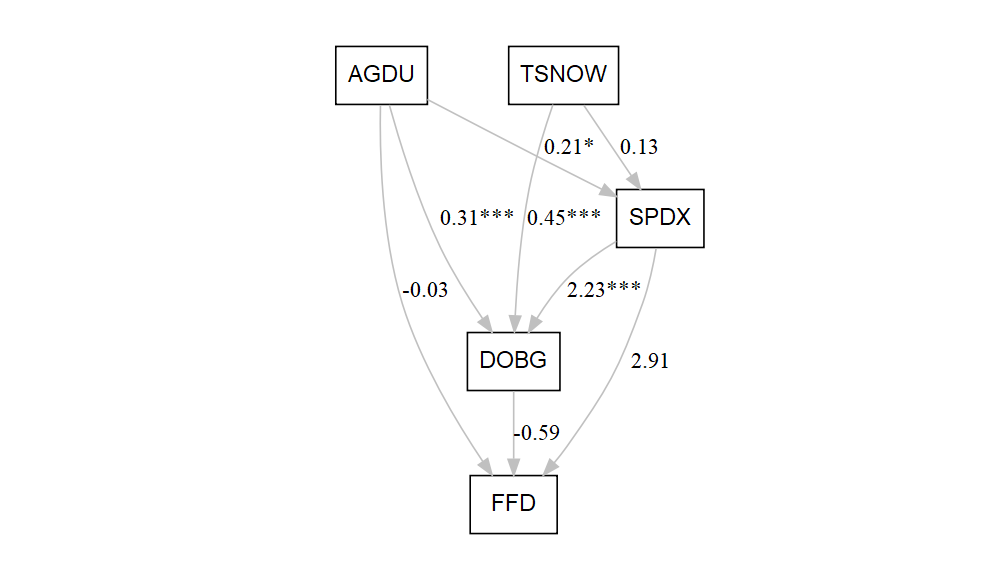 AGDU
TSNOW
0.21*
0.13
SPDX
0.31***
0.45***
-0.03
2.23***
DOBG
2.91
-0.59
FFD